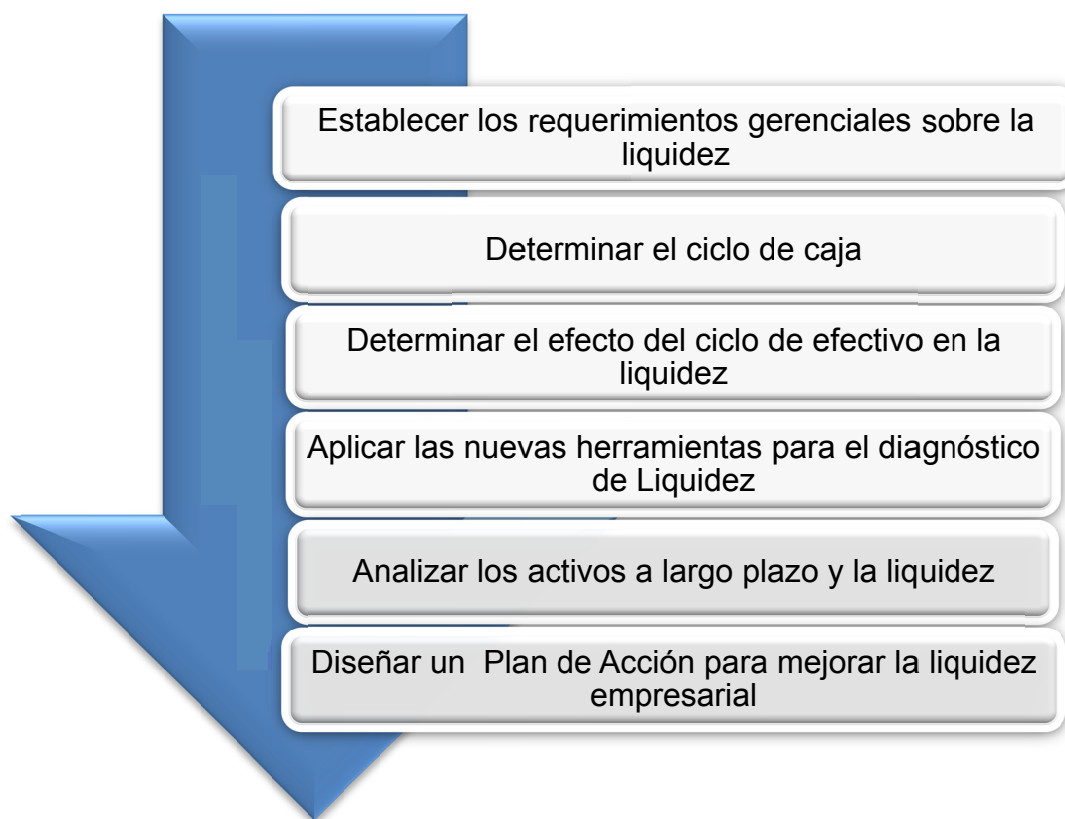 Establecer los requerimientos gerenciales sobre la
liquidez
Determinar el ciclo de caja
Determinar el efecto del ciclo de efectivo en la
liquidez
Aplicar las nuevas herramientas para el diagnóstico
de Liquidez
Analizar los activos a largo plazo y la liquidez
Diseñar un  Plan de Acción para mejorar la liquidez
empresarial